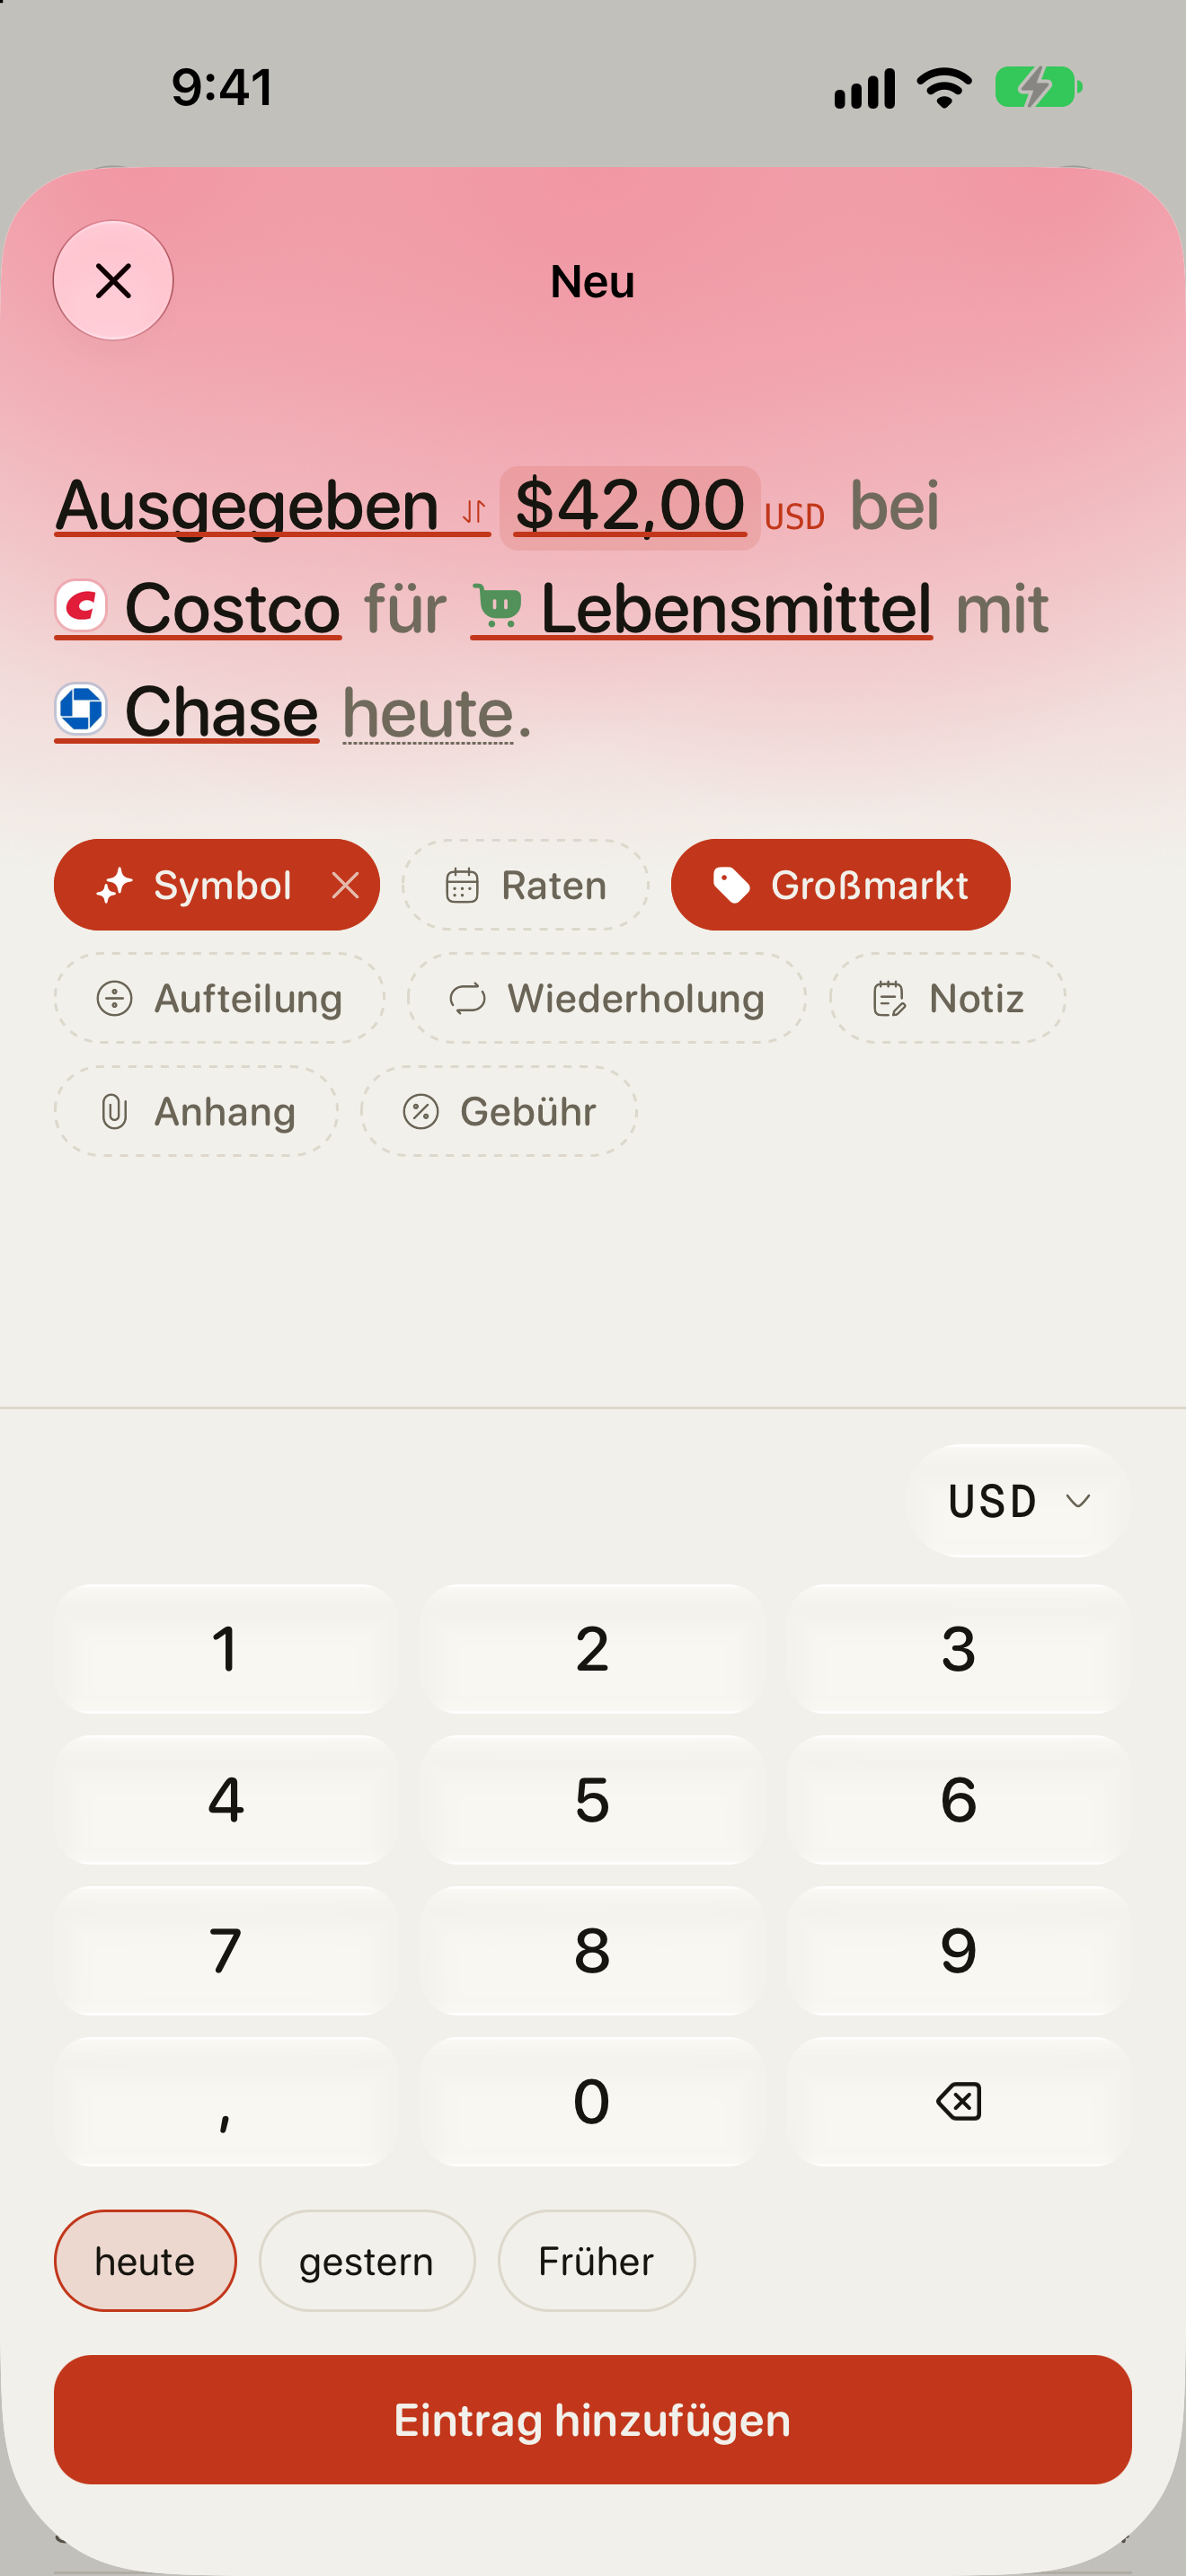 9:41
Neu
Ausgegeben $42,00 USD bei
Costco für Lebensmittel mit
Chase heute.
Symbol Raten Großmarkt
Aufteilung Wiederholung Notiz
Anhang Gebühr
USD
1 2 3
4 5 6
7 8 9
, 0
heute gestern Früher
Eintrag hinzufügen